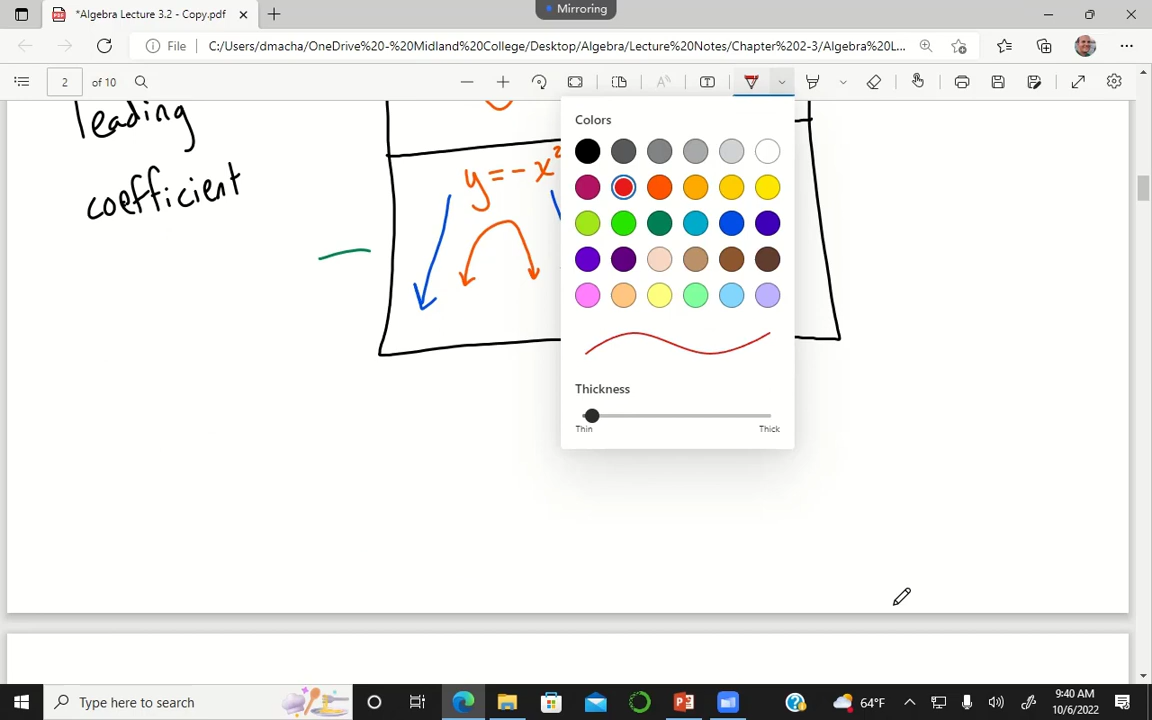 Mirroring
*Algebra Lecture 3.2 - Copy.pdf
File C:/Users/dmacha/OneDrive%20-%20Midland%20College/Desktop/Algebra/Lecture%20Notes/Chapter%202-3/Algebra%20L...
2 of 10
leading
coefficient
y = - x²
—
Colors
Thickness
Thin Thick
Type here to search
64°F
9:40 AM
10/6/2022